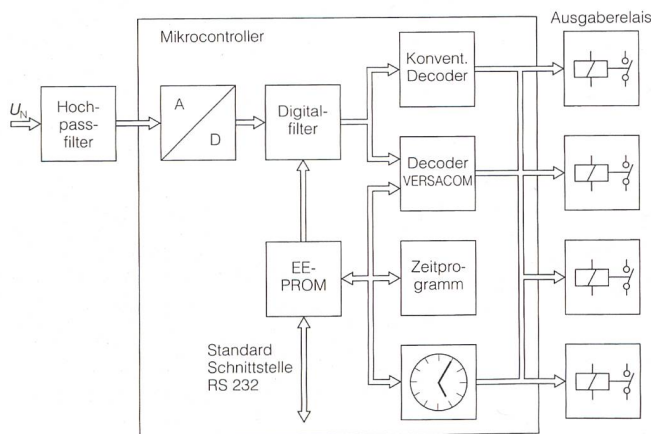 Ausgaberelais
Mikrocontroller
Konvent.
Decoder
U_N
Hoch-
pass-
filter
A
D
Digital-
filter
Decoder
VERSACOM
EE-
PROM
Zeitpro-
gramm
Standard
Schnittstelle
RS 232